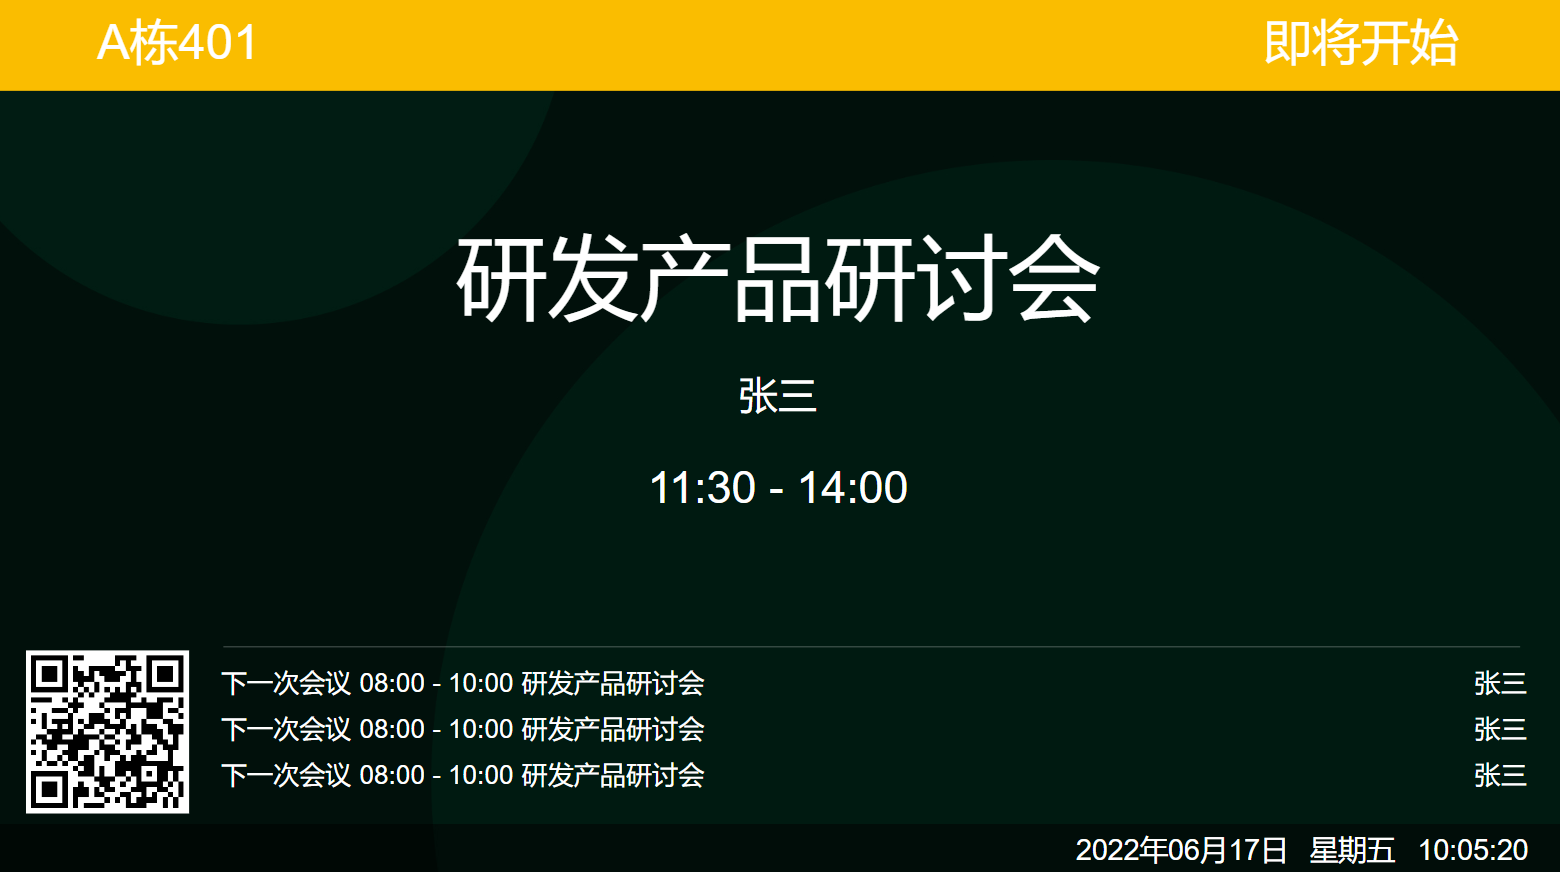 A栋401 即将开始
研发产品研讨会
张三
11:30 - 14:00
下一次会议 08:00 - 10:00 研发产品研讨会 张三
下一次会议 08:00 - 10:00 研发产品研讨会 张三
下一次会议 08:00 - 10:00 研发产品研讨会 张三
2022年06月17日 星期五 10:05:20